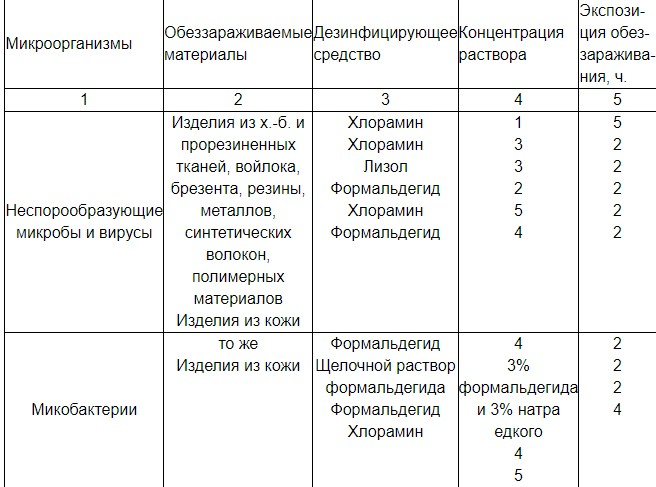 Микроорганизмы
Обеззараживаемые
материалы
Дезинфицирующее
средство
Концентрация
раствора
Экспози-
ция обез-
заражива-
ния, ч.
1
2
3
4
5
Неспорообразующие
микробы и вирусы
Изделия из х.-б. и
прорезиненных
тканей, войлока,
брезента, резины,
металлов,
синтетических
волокон,
полимерных
материалов
Изделия из кожи
Хлорамин
Хлорамин
Лизол
Формальдегид
Хлорамин
Формальдегид
1
3
3
2
5
4
5
2
2
2
2
2
Микобактерии
то же
Изделия из кожи
Формальдегид
Щелочной раствор
формальдегида
Формальдегид
Хлорамин
4
3%
формальдегида
и 3% натра
едкого
4
5
2
2
2
4